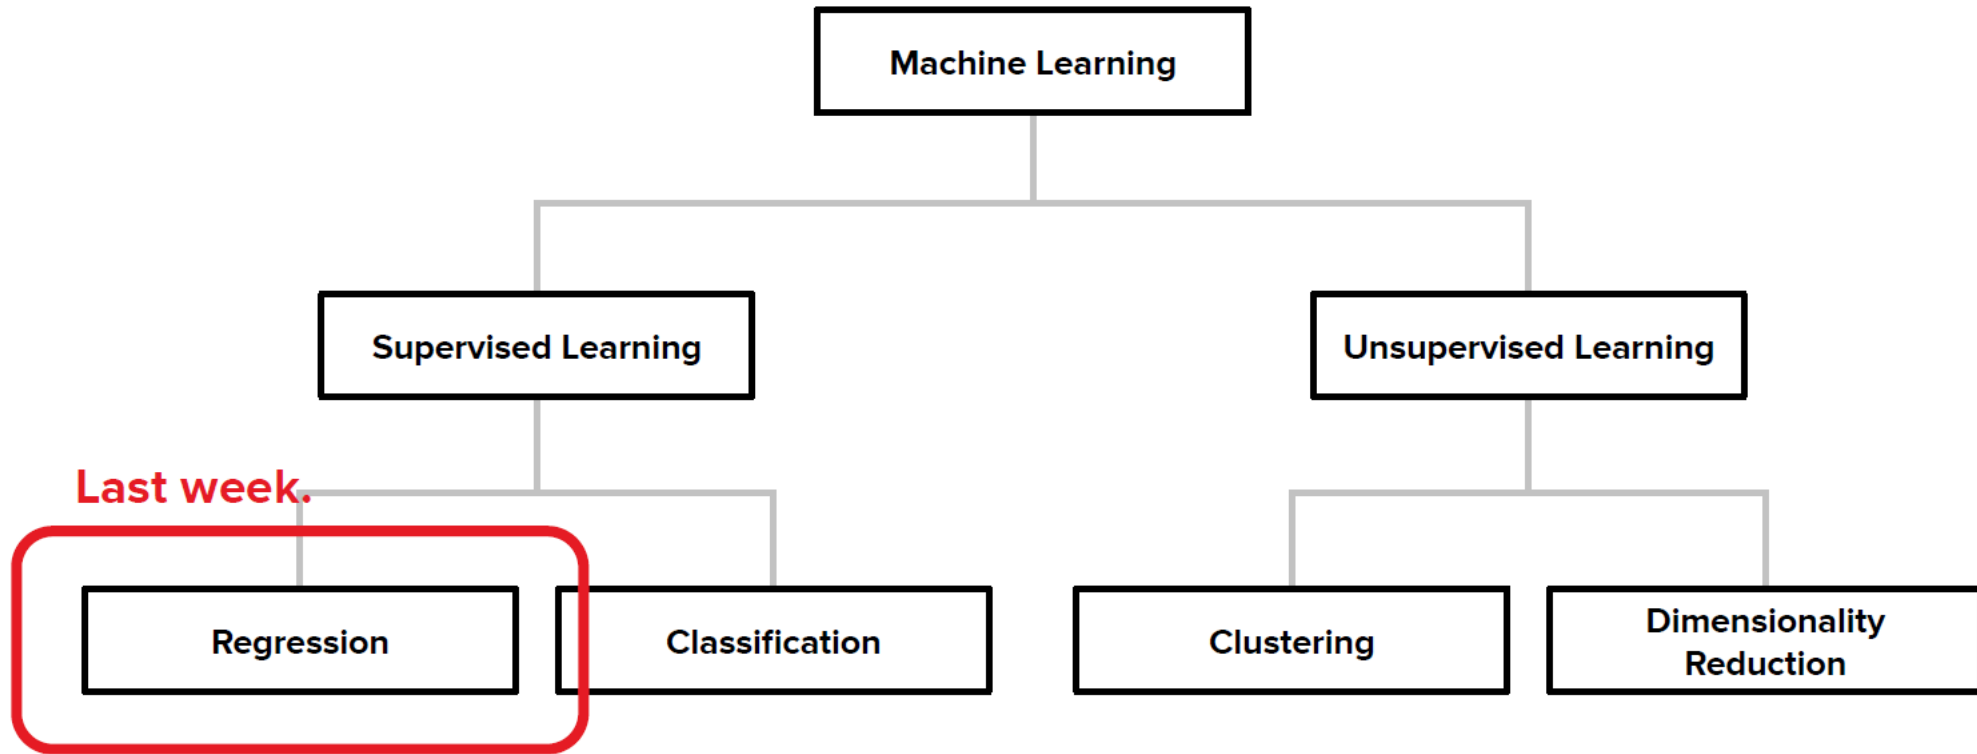 Machine Learning
Supervised Learning
Unsupervised Learning
Last week.
Regression
Classification
Clustering
Dimensionality
Reduction